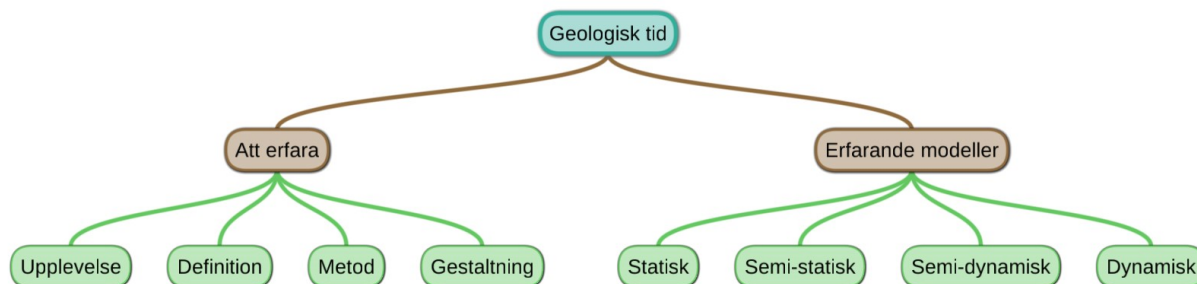 Geologisk tid
Att erfara
Erfarande modeller
Upplevelse
Definition
Metod
Gestaltning
Statisk
Semi-statisk
Semi-dynamisk
Dynamisk